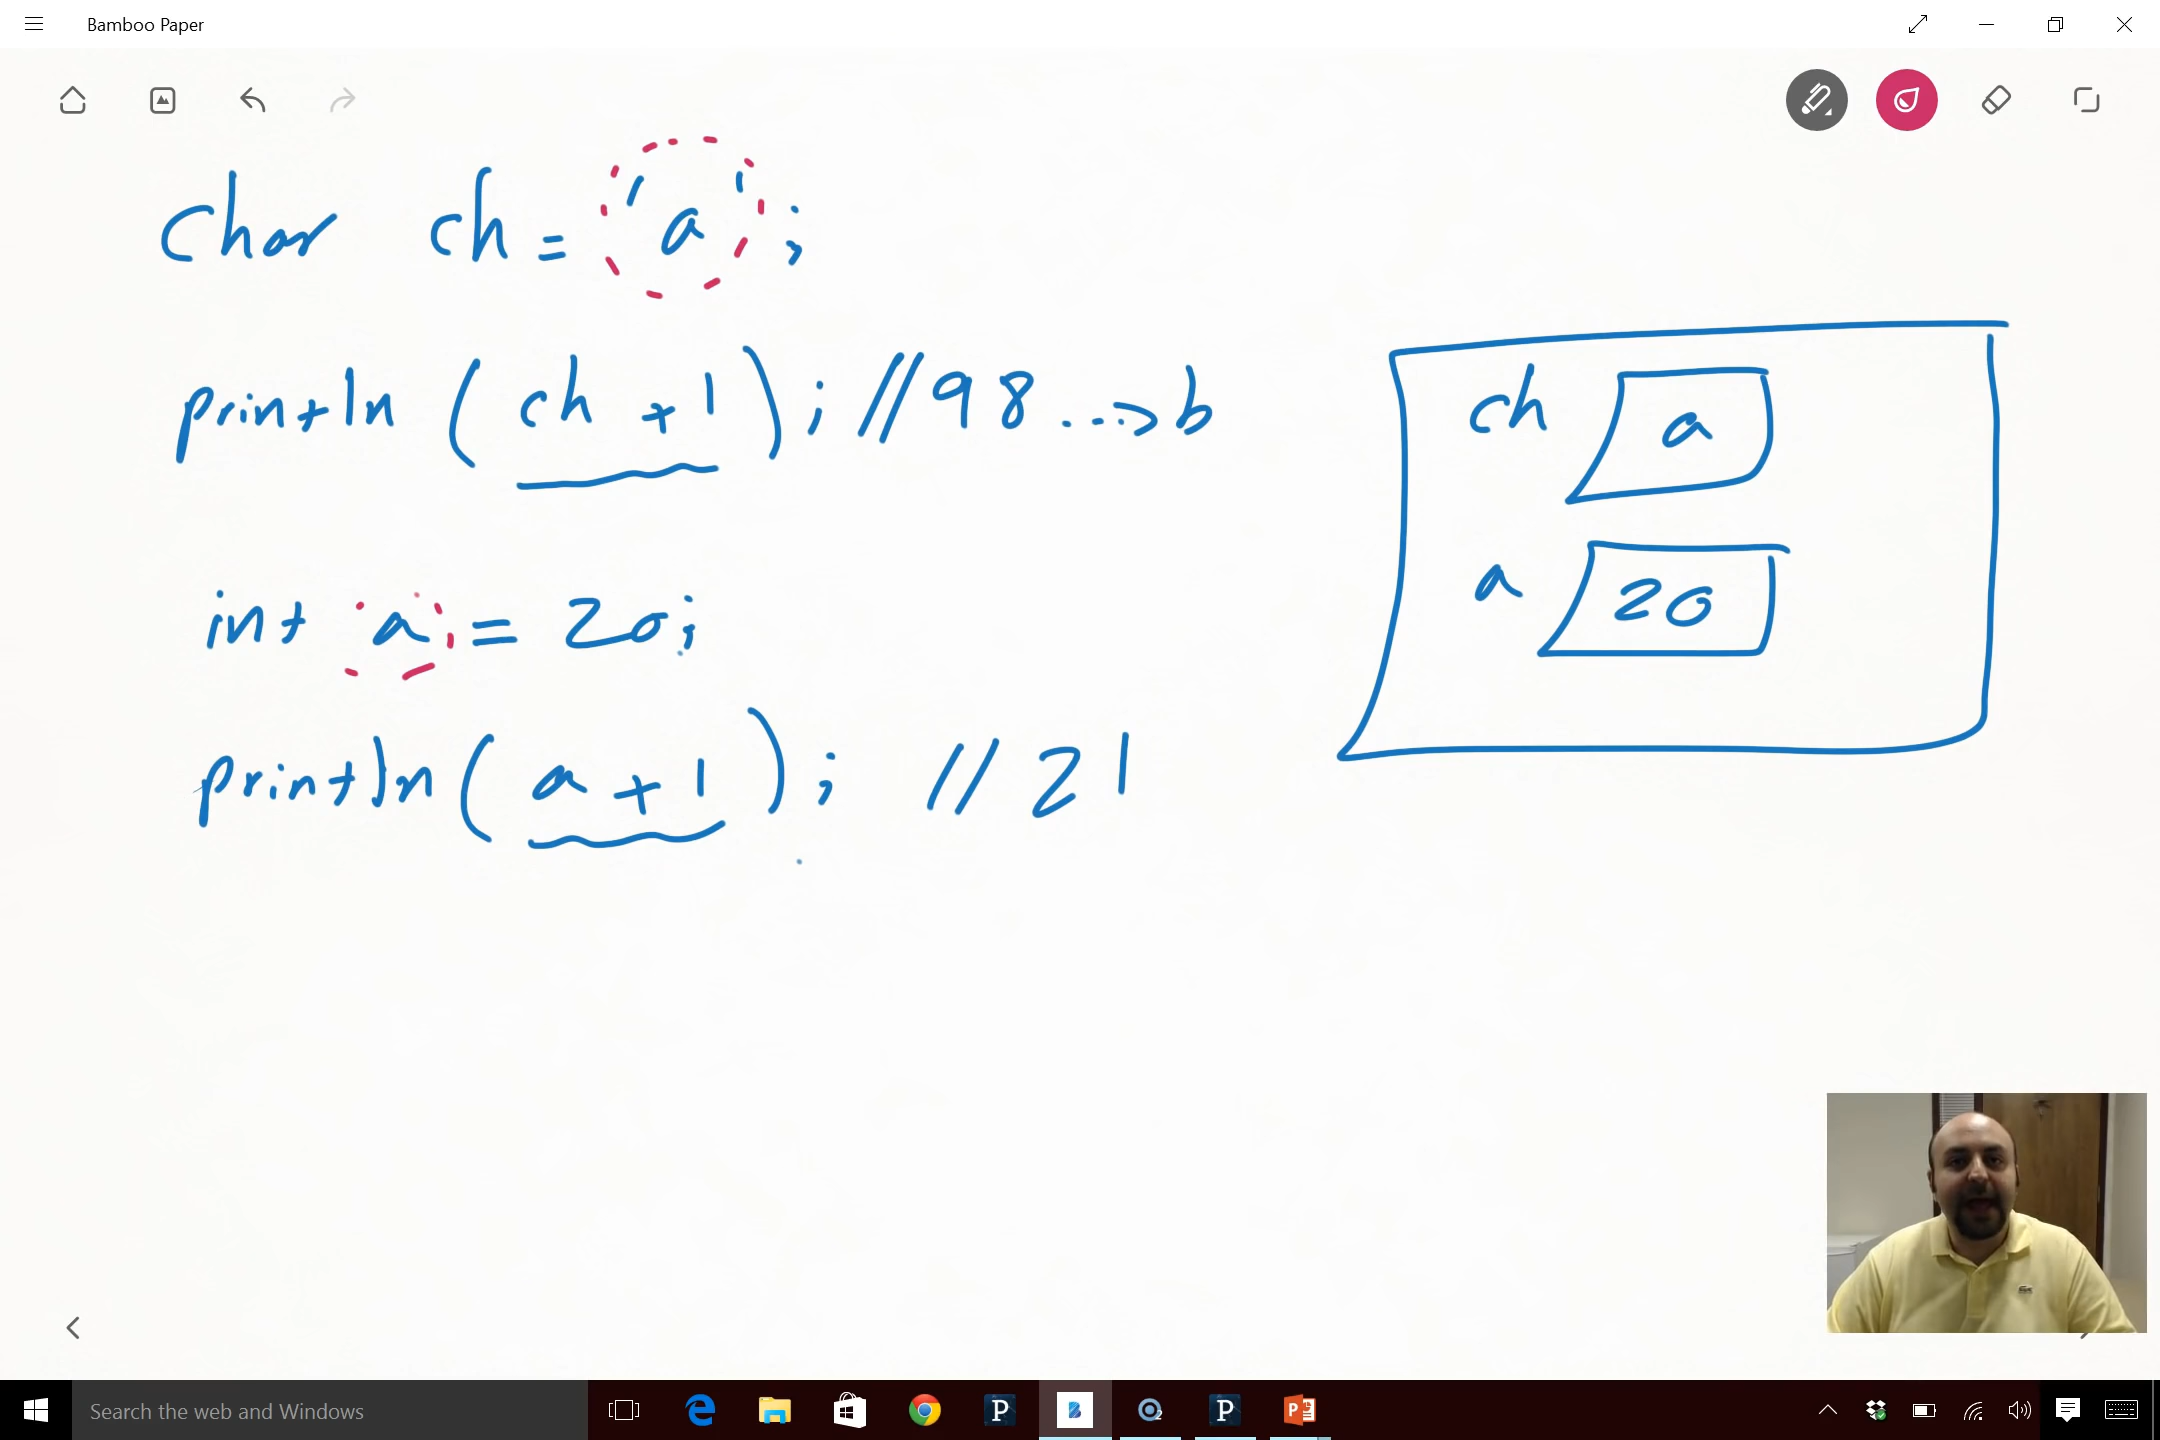 Bamboo Paper
Char ch = 'a';
println (ch + 1); // 98 ...> b
int a = 20;
println (a + 1); // 21
ch a
a 20
Search the web and Windows